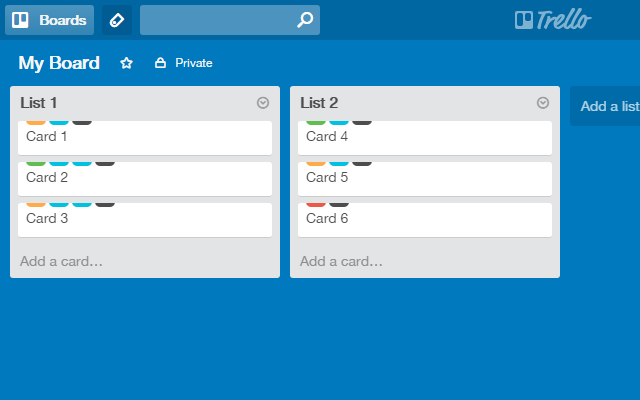 Boards
Trello
My Board
Private
List 1
Card 1
Card 2
Card 3
Add a card…
List 2
Card 4
Card 5
Card 6
Add a card…
Add a list